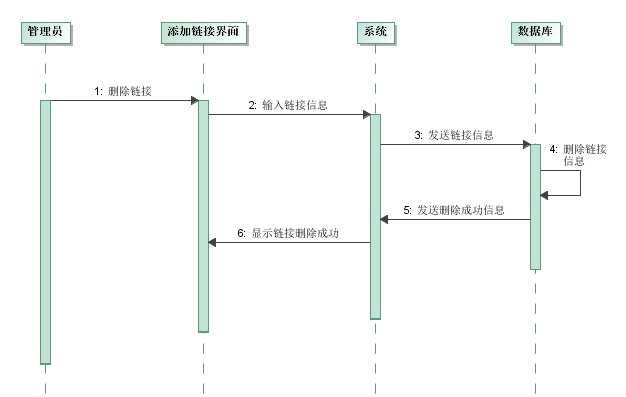 管理员
添加链接界面
系统
数据库
1: 删除链接
2: 输入链接信息
3: 发送链接信息
4: 删除链接
信息
5: 发送删除成功信息
6: 显示链接删除成功